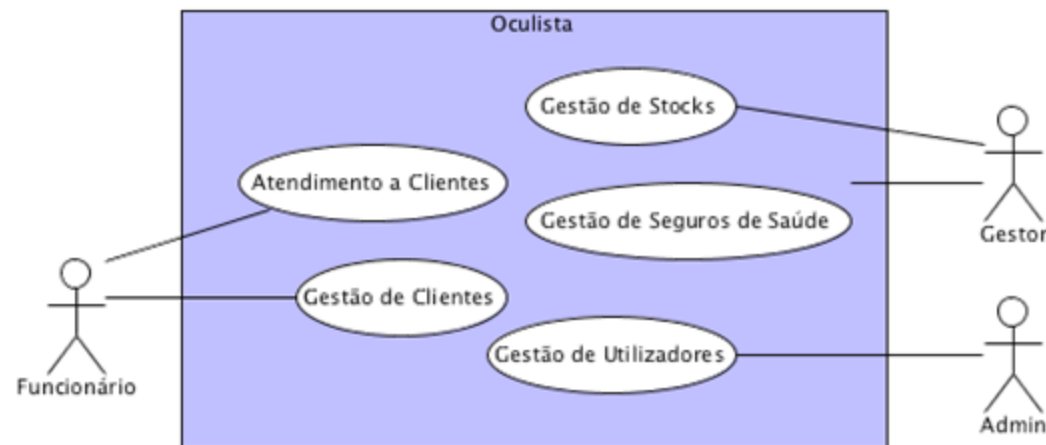 Oculista
Gestão de Stocks
Atendimento a Clientes
Gestão de Seguros de Saúde
Gestor
Gestão de Clientes
Gestão de Utilizadores
Funcionário
Admin